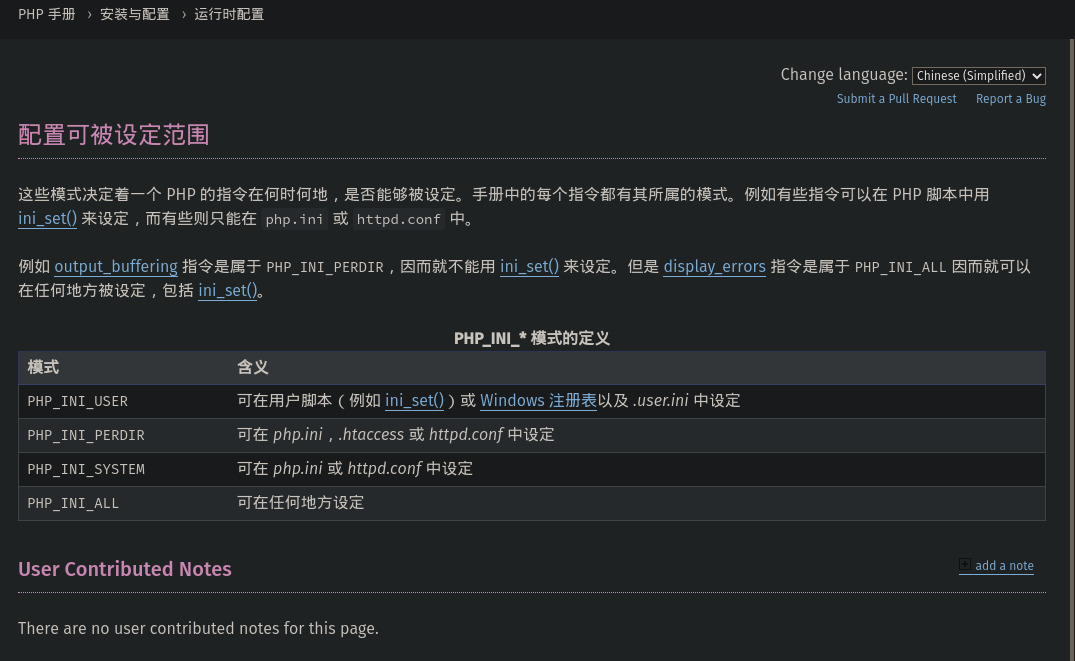 PHP 手册 › 安装与配置 › 运行时配置
Change language: Chinese (Simplified)
Submit a Pull Request Report a Bug
配置可被设定范围
这些模式决定着一个 PHP 的指令在何时何地，是否能够被设定。手册中的每个指令都有其所属的模式。例如有些指令可以在 PHP 脚本中用
ini_set() 来设定，而有些则只能在 php.ini 或 httpd.conf 中。
例如 output_buffering 指令是属于 PHP_INI_PERDIR，因而就不能用 ini_set() 来设定。但是 display_errors 指令是属于 PHP_INI_ALL 因而就可以
在任何地方被设定，包括 ini_set()。
PHP_INI_* 模式的定义
模式 含义
PHP_INI_USER 可在用户脚本（例如 ini_set()）或 Windows 注册表以及 .user.ini 中设定
PHP_INI_PERDIR 可在 php.ini，.htaccess 或 httpd.conf 中设定
PHP_INI_SYSTEM 可在 php.ini 或 httpd.conf 中设定
PHP_INI_ALL 可在任何地方设定
User Contributed Notes + add a note
There are no user contributed notes for this page.